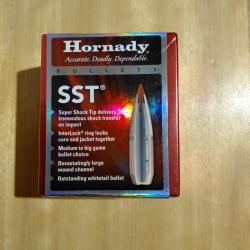 Hornady
Accurate. Deadly. Dependable.
BULLETS
SST®
Super Shock Tip delivers
tremendous shock transfer
on impact
InterLock® ring locks
core and jacket together
Medium to big game
bullet choice
Devastatingly large
wound channel
Outstanding whitetail bullet